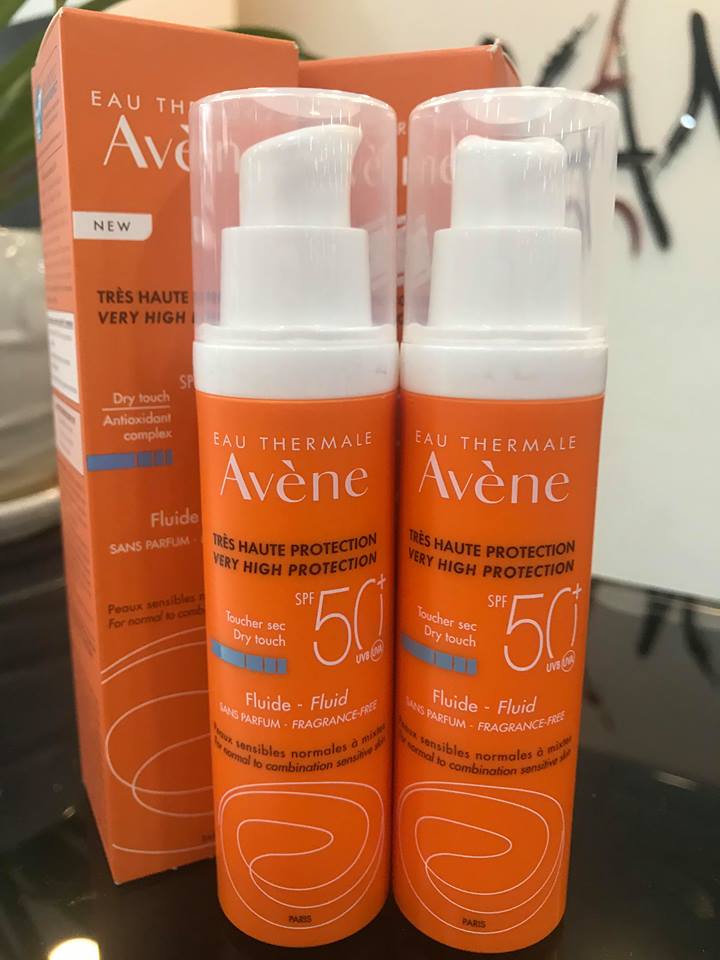 EAU THER
Avèn
NEW
TRÈS HAUTE
VERY HIGH
SP
Dry touch
Antioxidant
complex
Fluide
SANS PARFUM -
Peaux sensibles n
For normal to comb
EAU THERMALE
Avène
TRÈS HAUTE PROTECTION
VERY HIGH PROTECTION
SPF 50+
UVB UVA
Toucher sec
Dry touch
Fluide - Fluid
SANS PARFUM - FRAGRANCE-FREE
Peaux sensibles normales à mixtes
For normal to combination sensitive skin
PARIS
EAU THERMALE
Avène
TRÈS HAUTE PROTECTION
VERY HIGH PROTECTION
SPF 50+
UVB UVA
Toucher sec
Dry touch
Fluide - Fluid
SANS PARFUM - FRAGRANCE-FREE
Peaux sensibles normales à mixtes
For normal to combination sensitive skin
PARIS